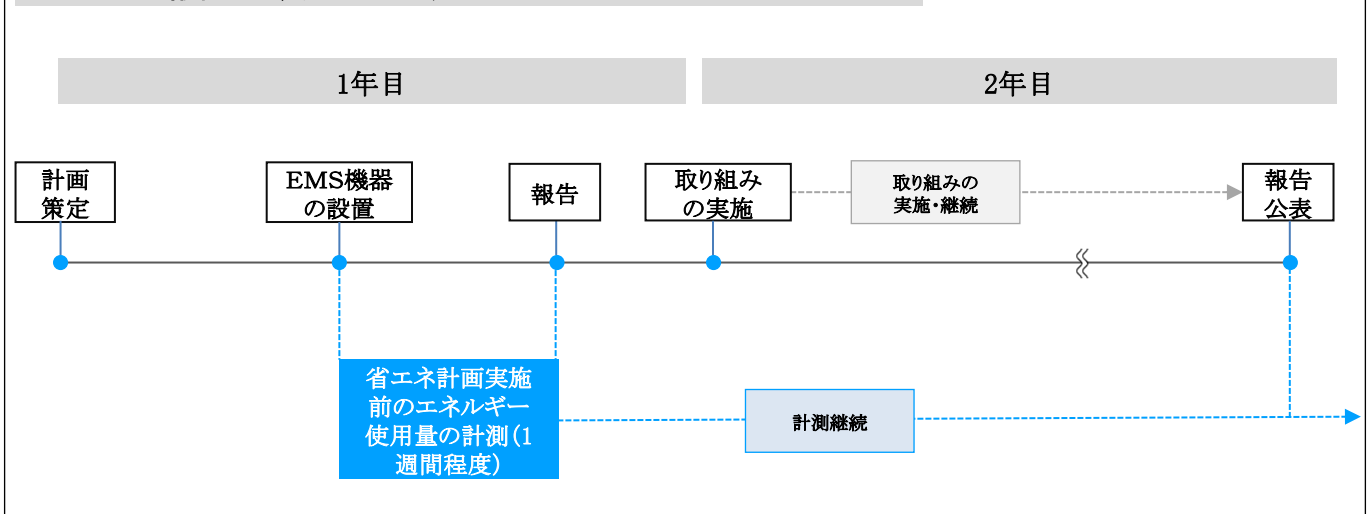 1年目
2年目
計画
策定
EMS機器
の設置
報告
取り組み
の実施
取り組みの
実施・継続
報告
公表
省エネ計画実施
前のエネルギー
使用量の計測(1
週間程度)
計測継続